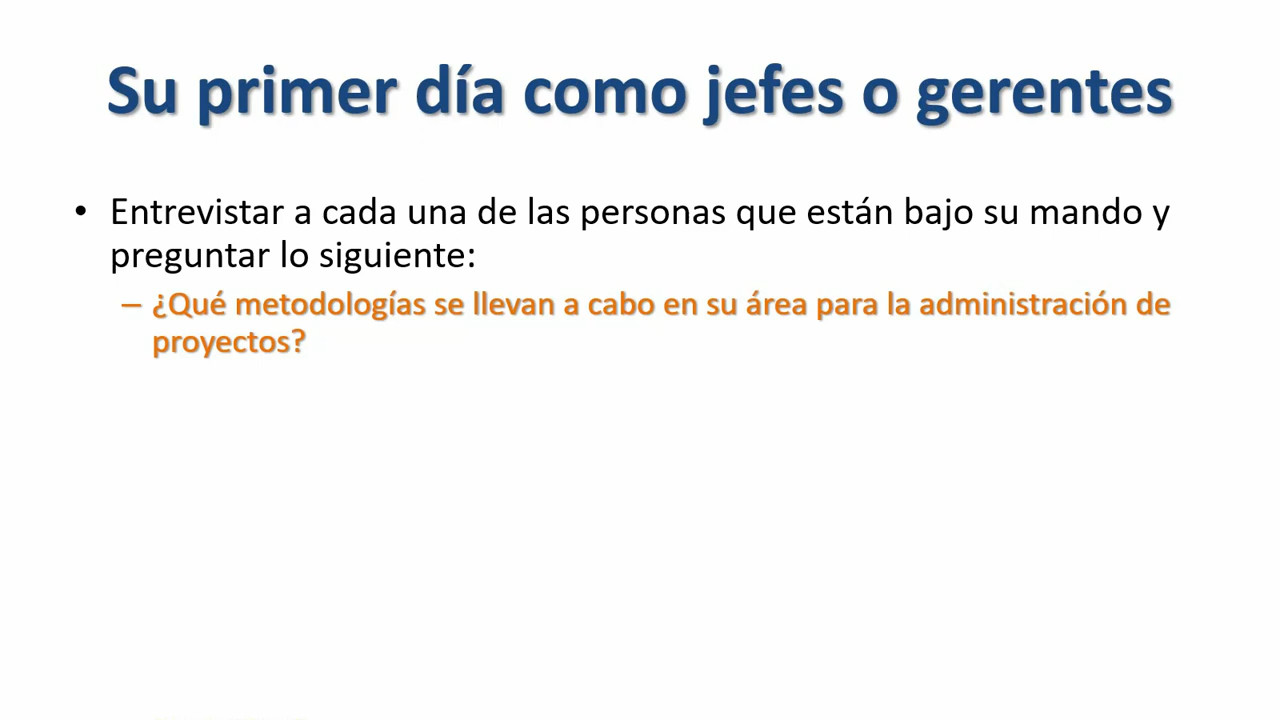 Su primer día como jefes o gerentes
• Entrevistar a cada una de las personas que están bajo su mando y
preguntar lo siguiente:
– ¿Qué metodologías se llevan a cabo en su área para la administración de
proyectos?